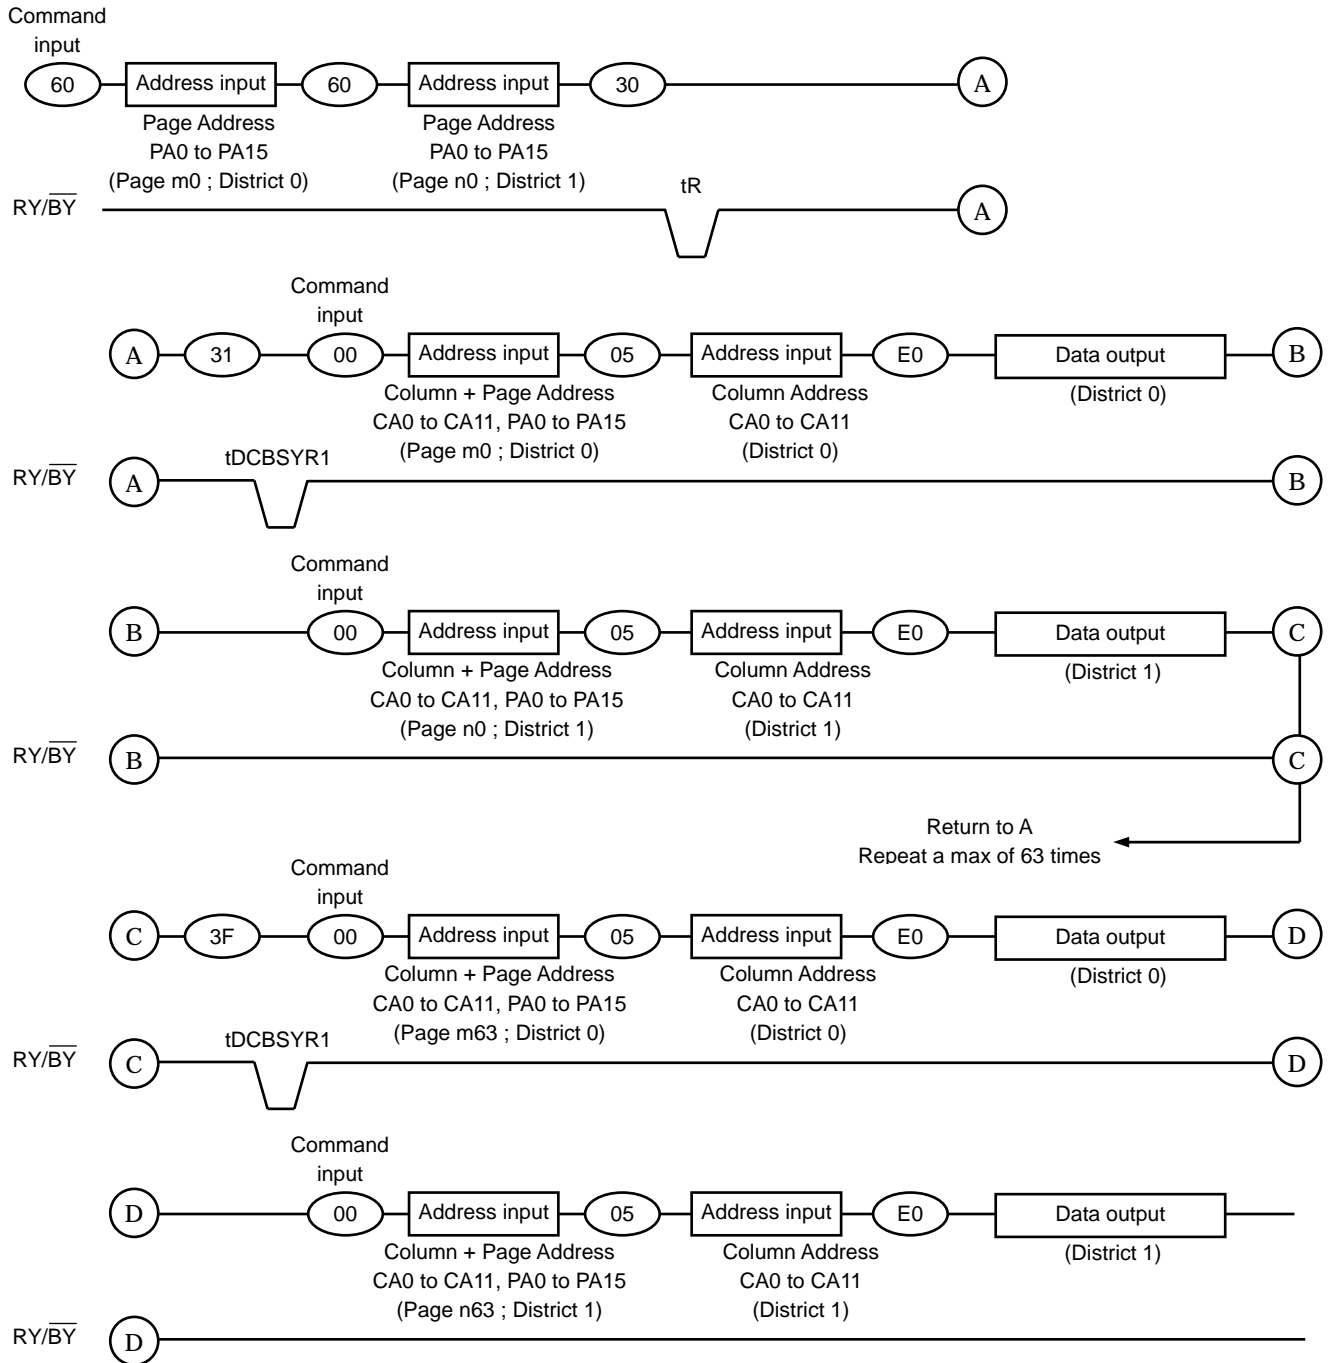 Command
input
60 Address input 60 Address input 30 A
Page Address Page Address
PA0 to PA15 PA0 to PA15
(Page m0 ; District 0) (Page n0 ; District 1) tR
RY/BY A
Command
input
A 31 00 Address input 05 Address input E0 Data output B
Column + Page Address Column Address (District 0)
CA0 to CA11, PA0 to PA15 CA0 to CA11
(Page m0 ; District 0) (District 0)
tDCBSYR1
RY/BY A B
Command
input
B 00 Address input 05 Address input E0 Data output C
Column + Page Address Column Address (District 1)
CA0 to CA11, PA0 to PA15 CA0 to CA11
(Page n0 ; District 1) (District 1)
RY/BY B C
Return to A
Repeat a max of 63 times
Command
input
C 3F 00 Address input 05 Address input E0 Data output D
Column + Page Address Column Address (District 0)
CA0 to CA11, PA0 to PA15 CA0 to CA11
(Page m63 ; District 0) (District 0)
tDCBSYR1
RY/BY C D
Command
input
D 00 Address input 05 Address input E0 Data output
Column + Page Address Column Address (District 1)
CA0 to CA11, PA0 to PA15 CA0 to CA11
(Page n63 ; District 1) (District 1)
RY/BY D